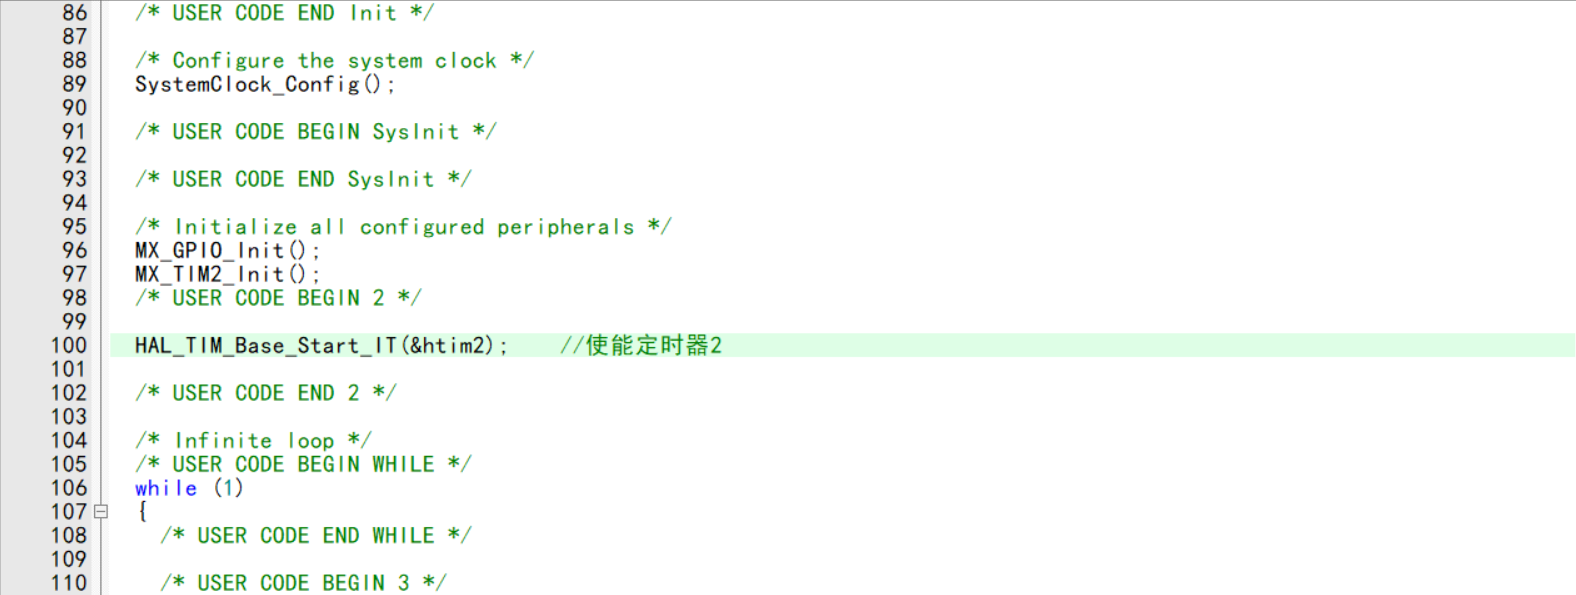 86 /* USER CODE END Init */
87
88 /* Configure the system clock */
89 SystemClock_Config();
90
91 /* USER CODE BEGIN SysInit */
92
93 /* USER CODE END SysInit */
94
95 /* Initialize all configured peripherals */
96 MX_GPIO_Init();
97 MX_TIM2_Init();
98 /* USER CODE BEGIN 2 */
99
100 HAL_TIM_Base_Start_IT(&htim2); //使能定时器2
101
102 /* USER CODE END 2 */
103
104 /* Infinite loop */
105 /* USER CODE BEGIN WHILE */
106 while (1)
107 {
108 /* USER CODE END WHILE */
109
110 /* USER CODE BEGIN 3 */